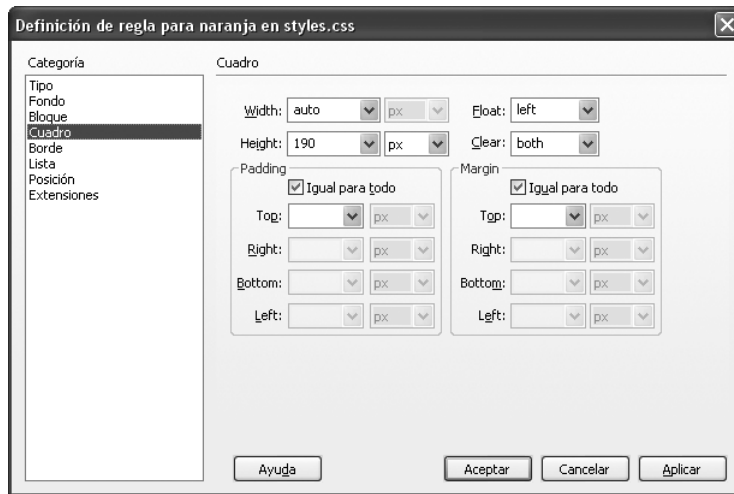 Definición de regla para naranja en styles.css
Categoría
Tipo
Fondo
Bloque
Cuadro
Borde
Lista
Posición
Extensiones
Cuadro
Width: auto px Float: left
Height: 190 px Clear: both
Padding
Igual para todo
Top: px
Right: px
Bottom: px
Left: px
Margin
Igual para todo
Top: px
Right: px
Bottom: px
Left: px
Ayuda Aceptar Cancelar Aplicar